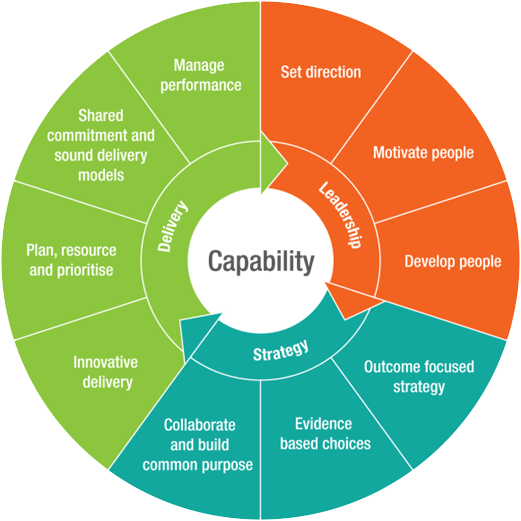 Manage
performance
Set direction
Shared
commitment and
sound delivery
models
Motivate people
Delivery
Leadership
Plan, resource
and prioritise
Capability
Develop people
Strategy
Innovative
delivery
Outcome focused
strategy
Collaborate
and build
common purpose
Evidence
based choices